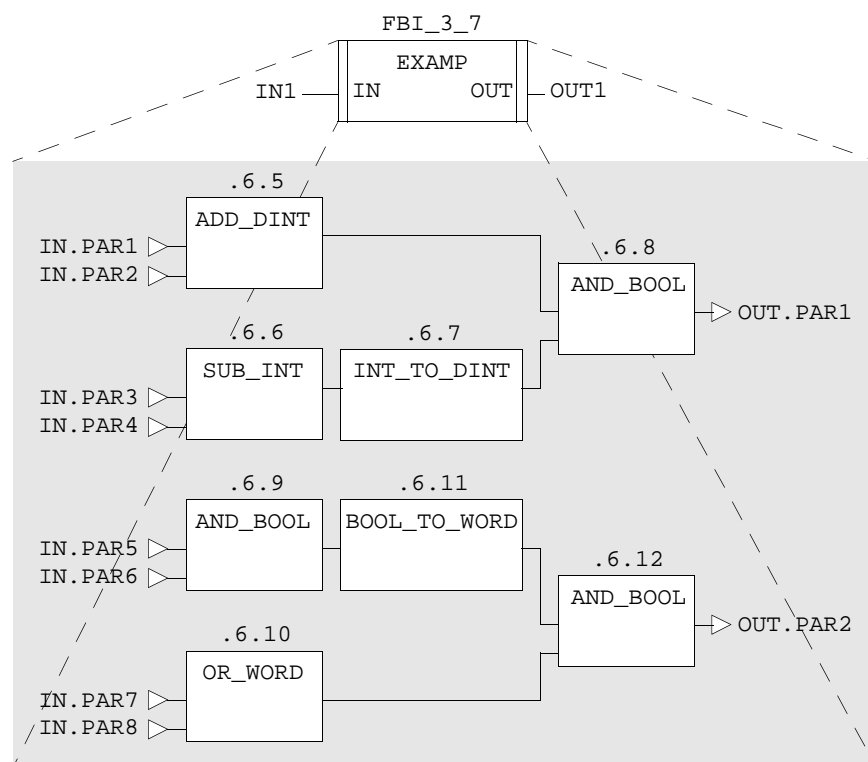 FBI_3_7
EXAMP
IN1 IN OUT OUT1
.6.5
ADD_DINT
IN.PAR1
IN.PAR2
.6.8
AND_BOOL
OUT.PAR1
.6.6
SUB_INT
.6.7
INT_TO_DINT
IN.PAR3
IN.PAR4
.6.9
AND_BOOL
.6.11
BOOL_TO_WORD
IN.PAR5
IN.PAR6
.6.12
AND_BOOL
OUT.PAR2
.6.10
OR_WORD
IN.PAR7
IN.PAR8